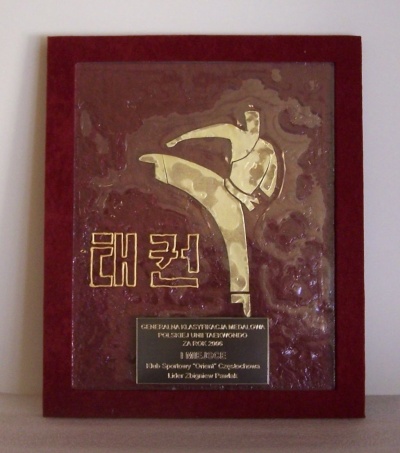 태권
GENERALNA KLASYFIKACJA MEDALOWA
POLSKIEJ UNII TAEKWONDO
ZA ROK 2006
I MIEJSCE
Klub Sportowy "Orient" Częstochowa
Lider Zbigniew Pawlak